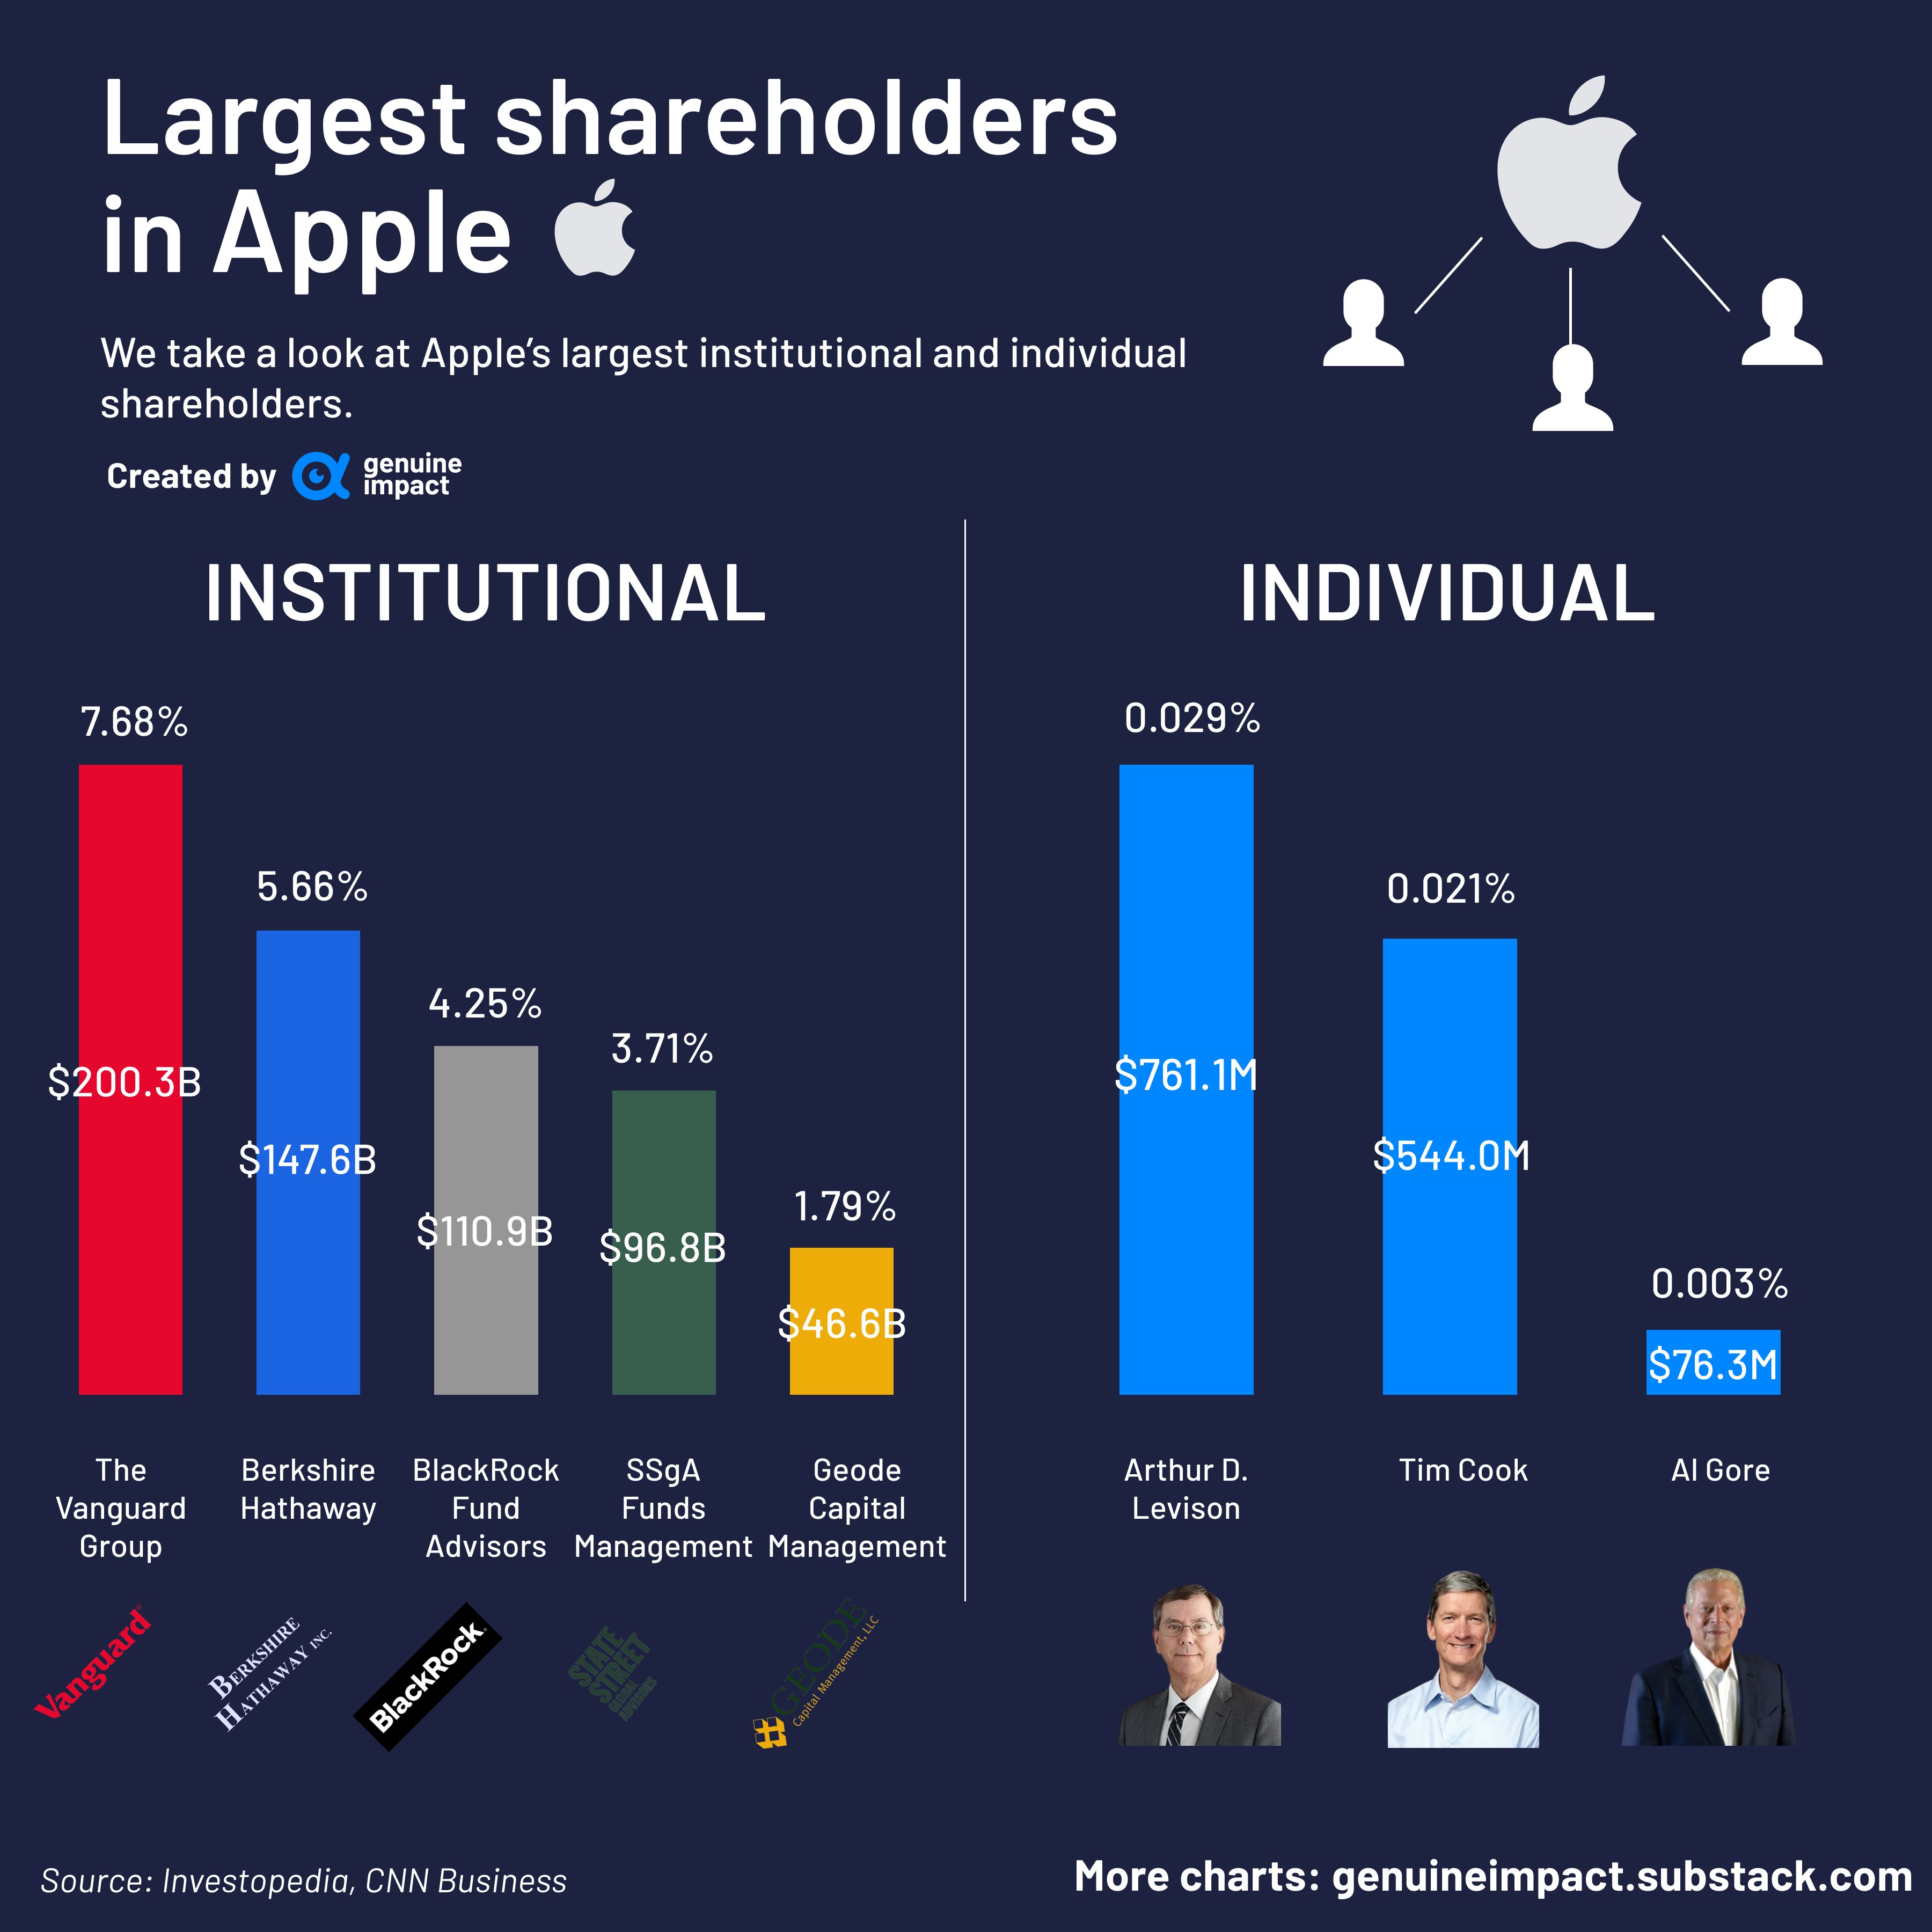 Largest shareholders
in Apple
We take a look at Apple’s largest institutional and individual
shareholders.
Created by genuine
impact
INSTITUTIONAL
7.68%
5.66%
4.25%
3.71%
1.79%
$200.3B
$147.6B
$110.9B
$96.8B
$46.6B
The
Vanguard
Group
Berkshire
Hathaway
BlackRock
Fund
Advisors
SSgA
Funds
Management
Geode
Capital
Management
Vanguard
BERKSHIRE
HATHAWAY INC.
BlackRock
STATE
STREET
GLOBAL
ADVISORS
GEODE
Capital Management, LLC
INDIVIDUAL
0.029%
0.021%
0.003%
$761.1M
$544.0M
$76.3M
Arthur D.
Levison
Tim Cook
Al Gore
Source: Investopedia, CNN Business
More charts: genuineimpact.substack.com